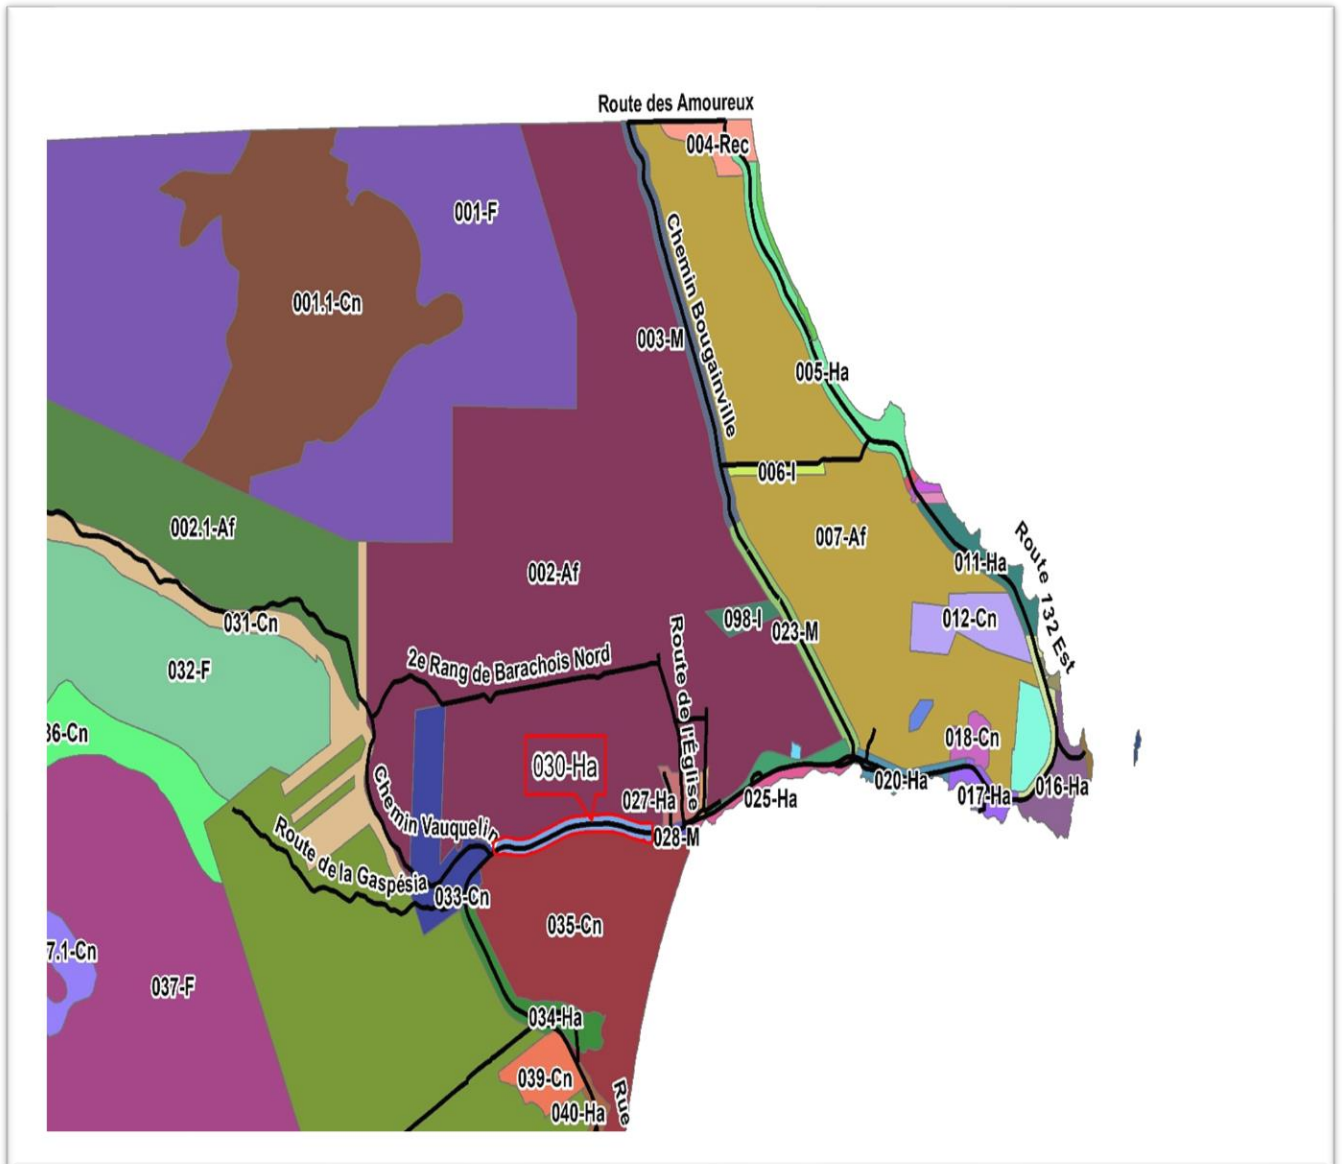 Route des Amoureux
004-Rec
001-F
Chemin Bougainville
001.1-Cn
003-M
005-Ha
006-I
002.1-Af
007-Af
Route 132 Est
011-Ha
002-Af
031-Cn
098-I
023-M
012-Cn
032-F
2e Rang de Barachois Nord
Route de l'Église
36-Cn
018-Cn
030-Ha
020-Ha
016-Ha
017-Ha
027-Ha
025-Ha
Chemin Vauquelin
028-M
Route de la Gaspésia
033-Cn
035-Cn
7.1-Cn
037-F
034-Ha
039-Cn
040-Ha
Rue